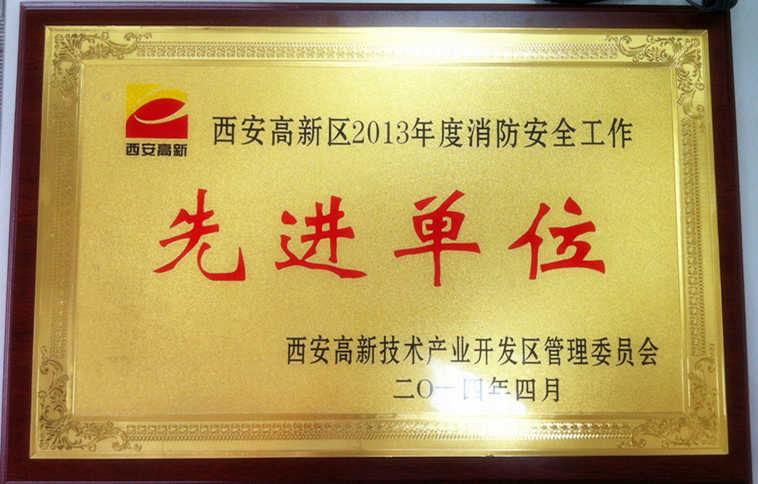 西安高新
西安高新区2013年度消防安全工作
先进单位
西安高新技术产业开发区管理委员会
二〇一四年四月